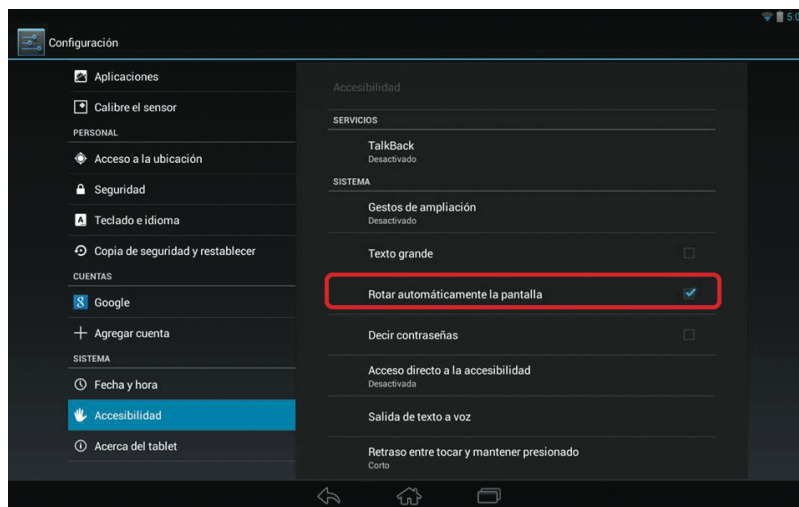 5:0
Configuración
Aplicaciones
Calibre el sensor
PERSONAL
Acceso a la ubicación
Seguridad
Teclado e idioma
Copia de seguridad y restablecer
CUENTAS
Google
Agregar cuenta
SISTEMA
Fecha y hora
Accesibilidad
Acerca del tablet
Accesibilidad
SERVICIOS
TalkBack
Desactivado
SISTEMA
Gestos de ampliación
Desactivado
Texto grande
Rotar automáticamente la pantalla
Decir contraseñas
Acceso directo a la accesibilidad
Desactivada
Salida de texto a voz
Retraso entre tocar y mantener presionado
Corto